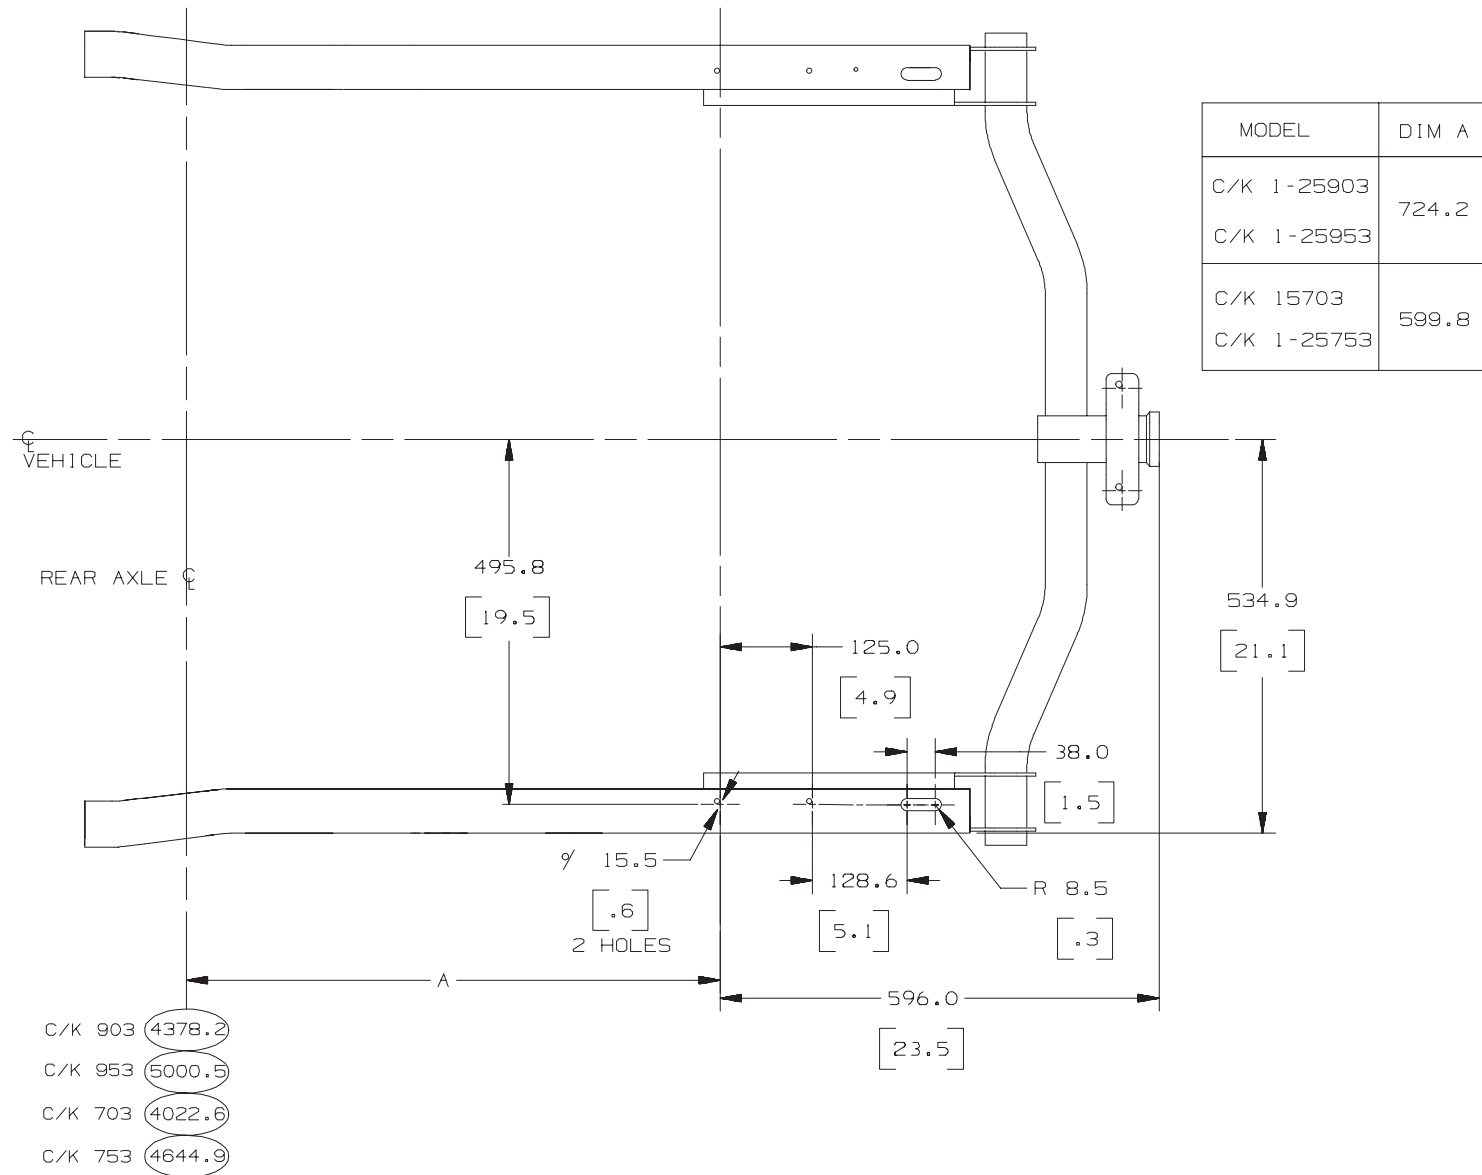 MODEL DIM A
C/K 1-25903
724.2
C/K 1-25953
C/K 15703
599.8
C/K 1-25753
℄
VEHICLE
REAR AXLE ℄
495.8
[19.5]
534.9
[21.1]
125.0
[4.9]
38.0
[1.5]
⌀ 15.5
[.6]
2 HOLES
128.6
[5.1]
R 8.5
[.3]
A
596.0
[23.5]
C/K 903 4378.2
C/K 953 5000.5
C/K 703 4022.6
C/K 753 4644.9